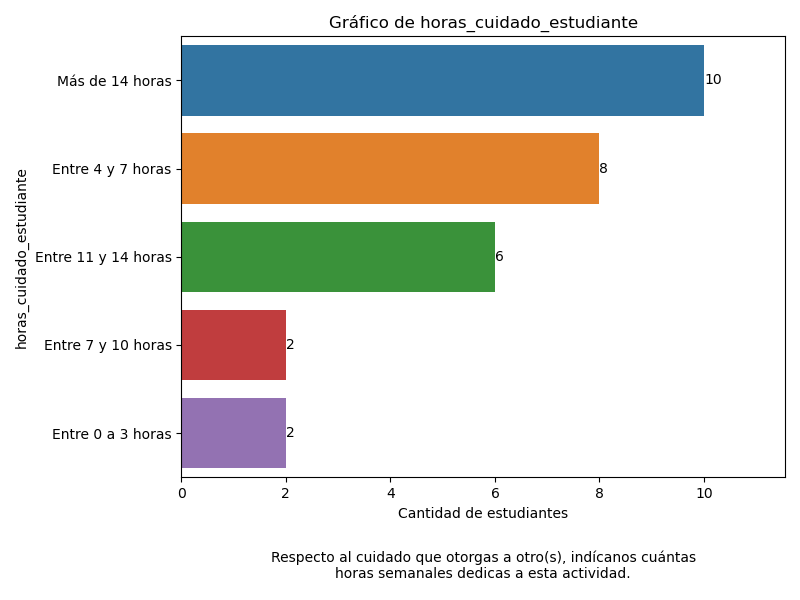 Gráfico de horas_cuidado_estudiante
horas_cuidado_estudiante
Más de 14 horas
10
Entre 4 y 7 horas
8
Entre 11 y 14 horas
6
Entre 7 y 10 horas
2
Entre 0 a 3 horas
2
0 2 4 6 8 10
Cantidad de estudiantes
Respecto al cuidado que otorgas a otro(s), indícanos cuántas
horas semanales dedicas a esta actividad.